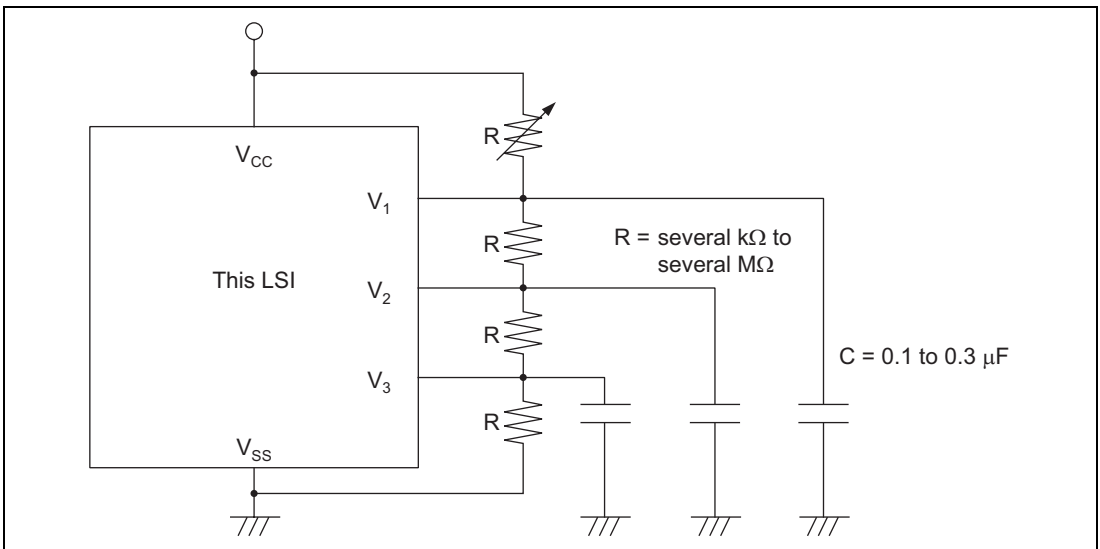 V_CC
R
V_1
R
R = several kΩ to
several MΩ
This LSI
V_2
R
C = 0.1 to 0.3 μF
V_3
R
V_SS